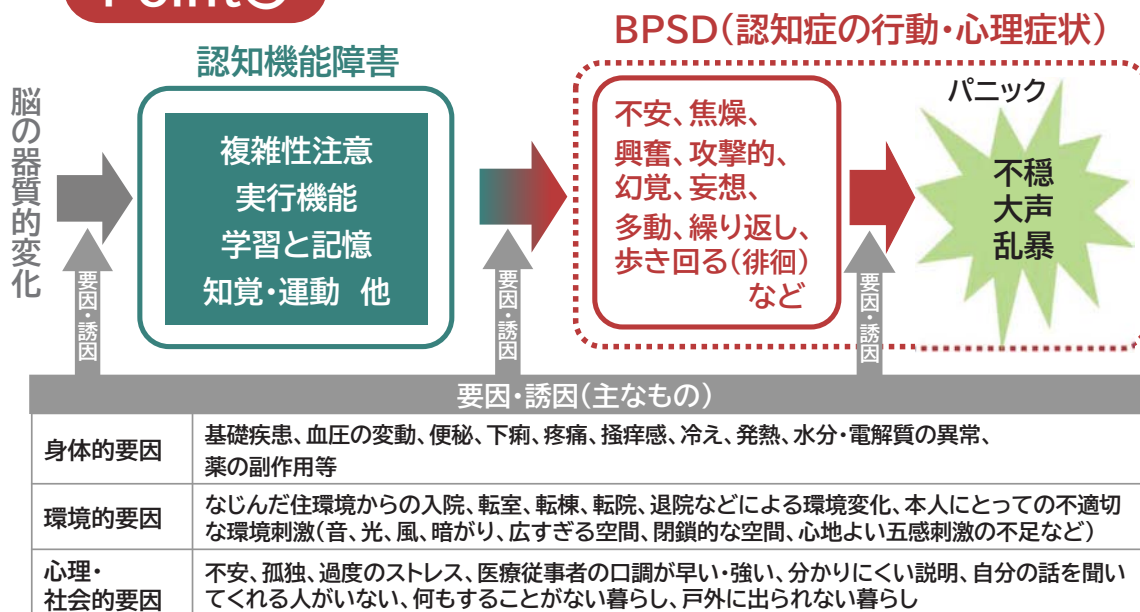 BPSD(認知症の行動・心理症状)
認知機能障害
脳の器質的変化
複雑性注意
実行機能
学習と記憶
知覚・運動 他
不安、焦燥、
興奮、攻撃的、
幻覚、妄想、
多動、繰り返し、
歩き回る(徘徊)
など
パニック
不穏
大声
乱暴
要因・誘因
要因・誘因
要因・誘因
要因・誘因(主なもの)
身体的要因
基礎疾患、血圧の変動、便秘、下痢、疼痛、掻痒感、冷え、発熱、水分・電解質の異常、
薬の副作用等
環境的要因
なじんだ住環境からの入院、転室、転棟、転院、退院などによる環境変化、本人にとっての不適切
な環境刺激(音、光、風、暗がり、広すぎる空間、閉鎖的な空間、心地よい五感刺激の不足など)
心理・
社会的要因
不安、孤独、過度のストレス、医療従事者の口調が早い・強い、分かりにくい説明、自分の話を聞い
てくれる人がいない、何もすることがない暮らし、戸外に出られない暮らし